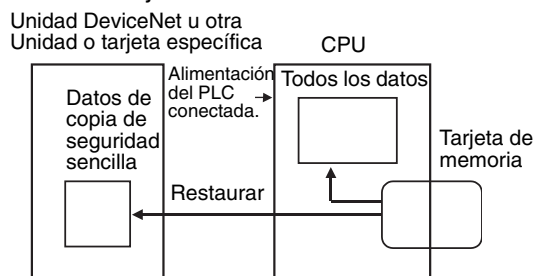 Unidad DeviceNet u otra
Unidad o tarjeta específica
CPU
Alimentación
del PLC
conectada.
Todos los datos
Datos de
copia de
seguridad
sencilla
Tarjeta de
memoria
Restaurar